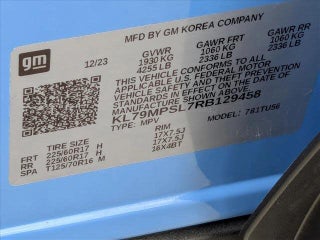 MFD BY GM KOREA COMPANY
gm
12/23 GVWR GAWR FRT GAWR RR
1930 KG 1060 KG 1060 KG
4255 LB 2336 LB 2336 LB
THIS VEHICLE CONFORMS TO ALL
APPLICABLE U.S. FEDERAL MOTOR
VEHICLE SAFETY AND THEFT PREVENTION
STANDARDS IN EFFECT ON THE DATE OF
MANUFACTURE SHOWN ABOVE.
KL79MPSL7RB129458
TYPE: MPV MODEL:
TIRE SIZE RIM
FRT 225/60R17 H 17X7.5J
RR 225/60R17 H 17X7.5J
SPA T125/70R16 M 16X4BT